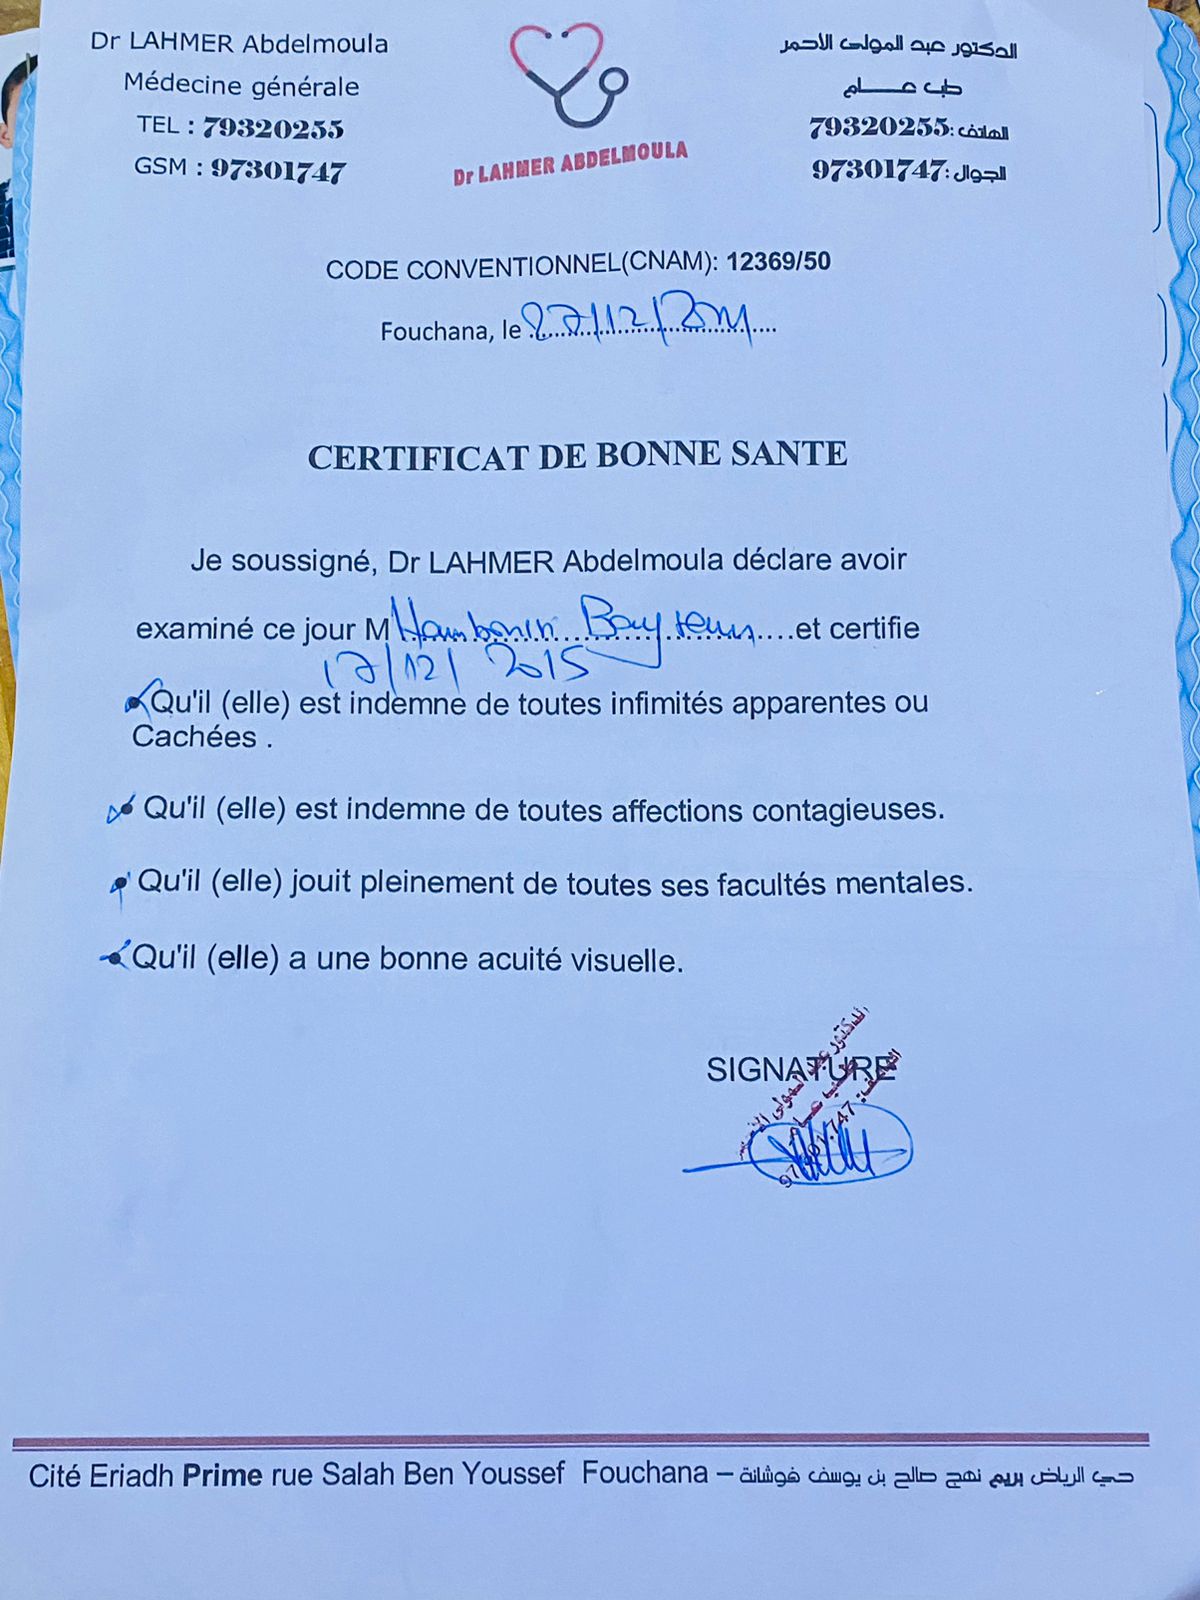 Dr LAHMER Abdelmoula
Médecine générale
TEL : 79320255
GSM : 97301747
Dr LAHMER ABDELMOULA
الدكتور عبد المولى الأحمر
طب عــــام
الهاتف:79320255
الجوال:97301747
CODE CONVENTIONNEL(CNAM): 12369/50
Fouchana, le 27/12/
CERTIFICAT DE BONNE SANTE
Je soussigné, Dr LAHMER Abdelmoula déclare avoir
examiné ce jour M ....et certifie
17/12/ 2015
Qu'il (elle) est indemne de toutes infimités apparentes ou
Cachées .
Qu'il (elle) est indemne de toutes affections contagieuses.
Qu'il (elle) jouit pleinement de toutes ses facultés mentales.
Qu'il (elle) a une bonne acuité visuelle.
SIGNATURE
Cité Eriadh Prime rue Salah Ben Youssef Fouchana – حي الرياض بريم نهج صالح بن يوسف فوشانة